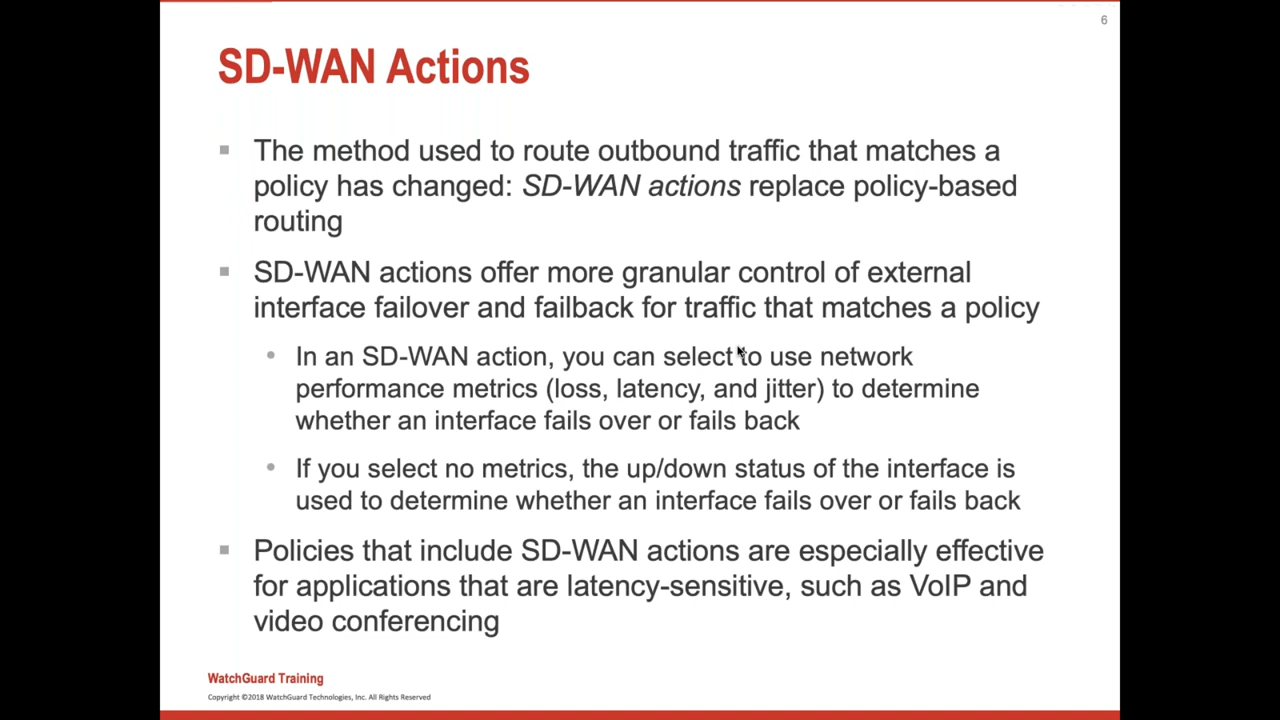 6
SD-WAN Actions
The method used to route outbound traffic that matches a
policy has changed: SD-WAN actions replace policy-based
routing
SD-WAN actions offer more granular control of external
interface failover and failback for traffic that matches a policy
In an SD-WAN action, you can select to use network
performance metrics (loss, latency, and jitter) to determine
whether an interface fails over or fails back
If you select no metrics, the up/down status of the interface is
used to determine whether an interface fails over or fails back
Policies that include SD-WAN actions are especially effective
for applications that are latency-sensitive, such as VoIP and
video conferencing
WatchGuard Training
Copyright ©2018 WatchGuard Technologies, Inc. All Rights Reserved